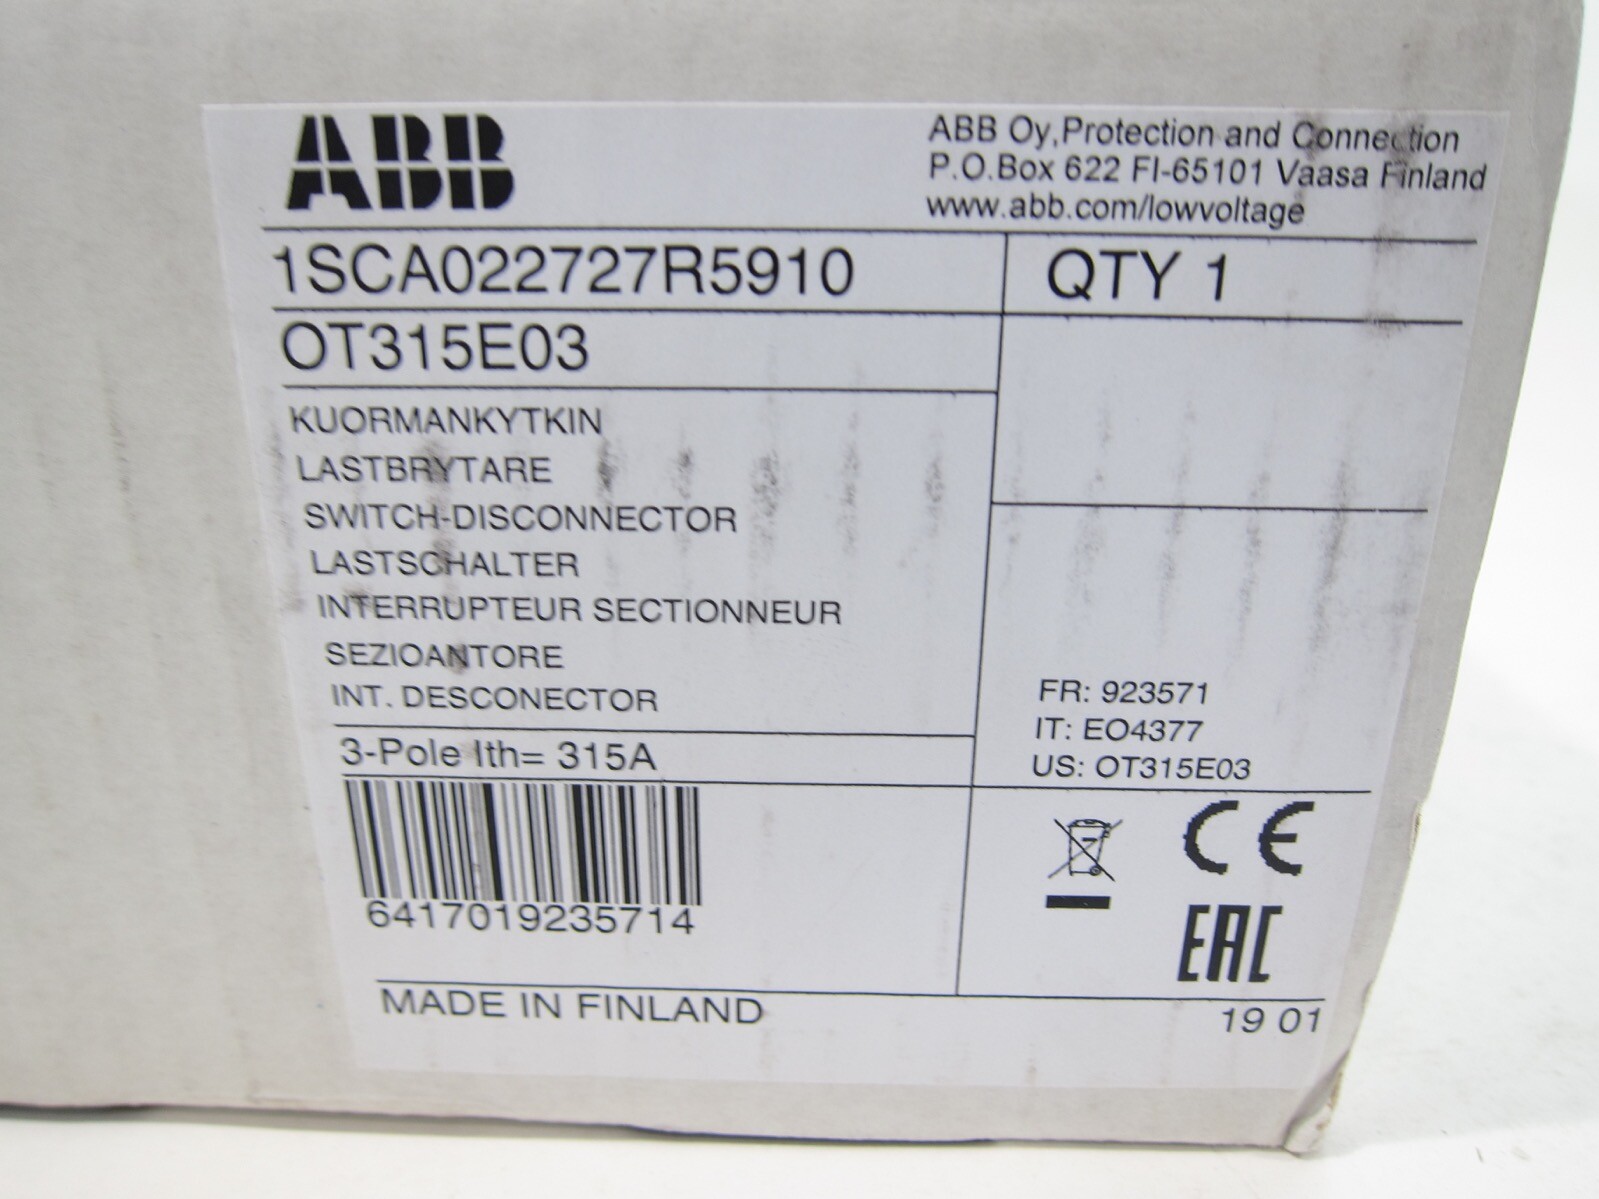 ABB
ABB Oy,Protection and Connection
P.O.Box 622 FI-65101 Vaasa Finland
www.abb.com/lowvoltage
1SCA022727R5910
QTY 1
OT315E03
KUORMANKYTKIN
LASTBRYTARE
SWITCH-DISCONNECTOR
LASTSCHALTER
INTERRUPTEUR SECTIONNEUR
SEZIOANTORE
INT. DESCONECTOR
FR: 923571
IT: EO4377
US: OT315E03
3-Pole Ith= 315A
6417019235714
CE
EAC
MADE IN FINLAND
19 01